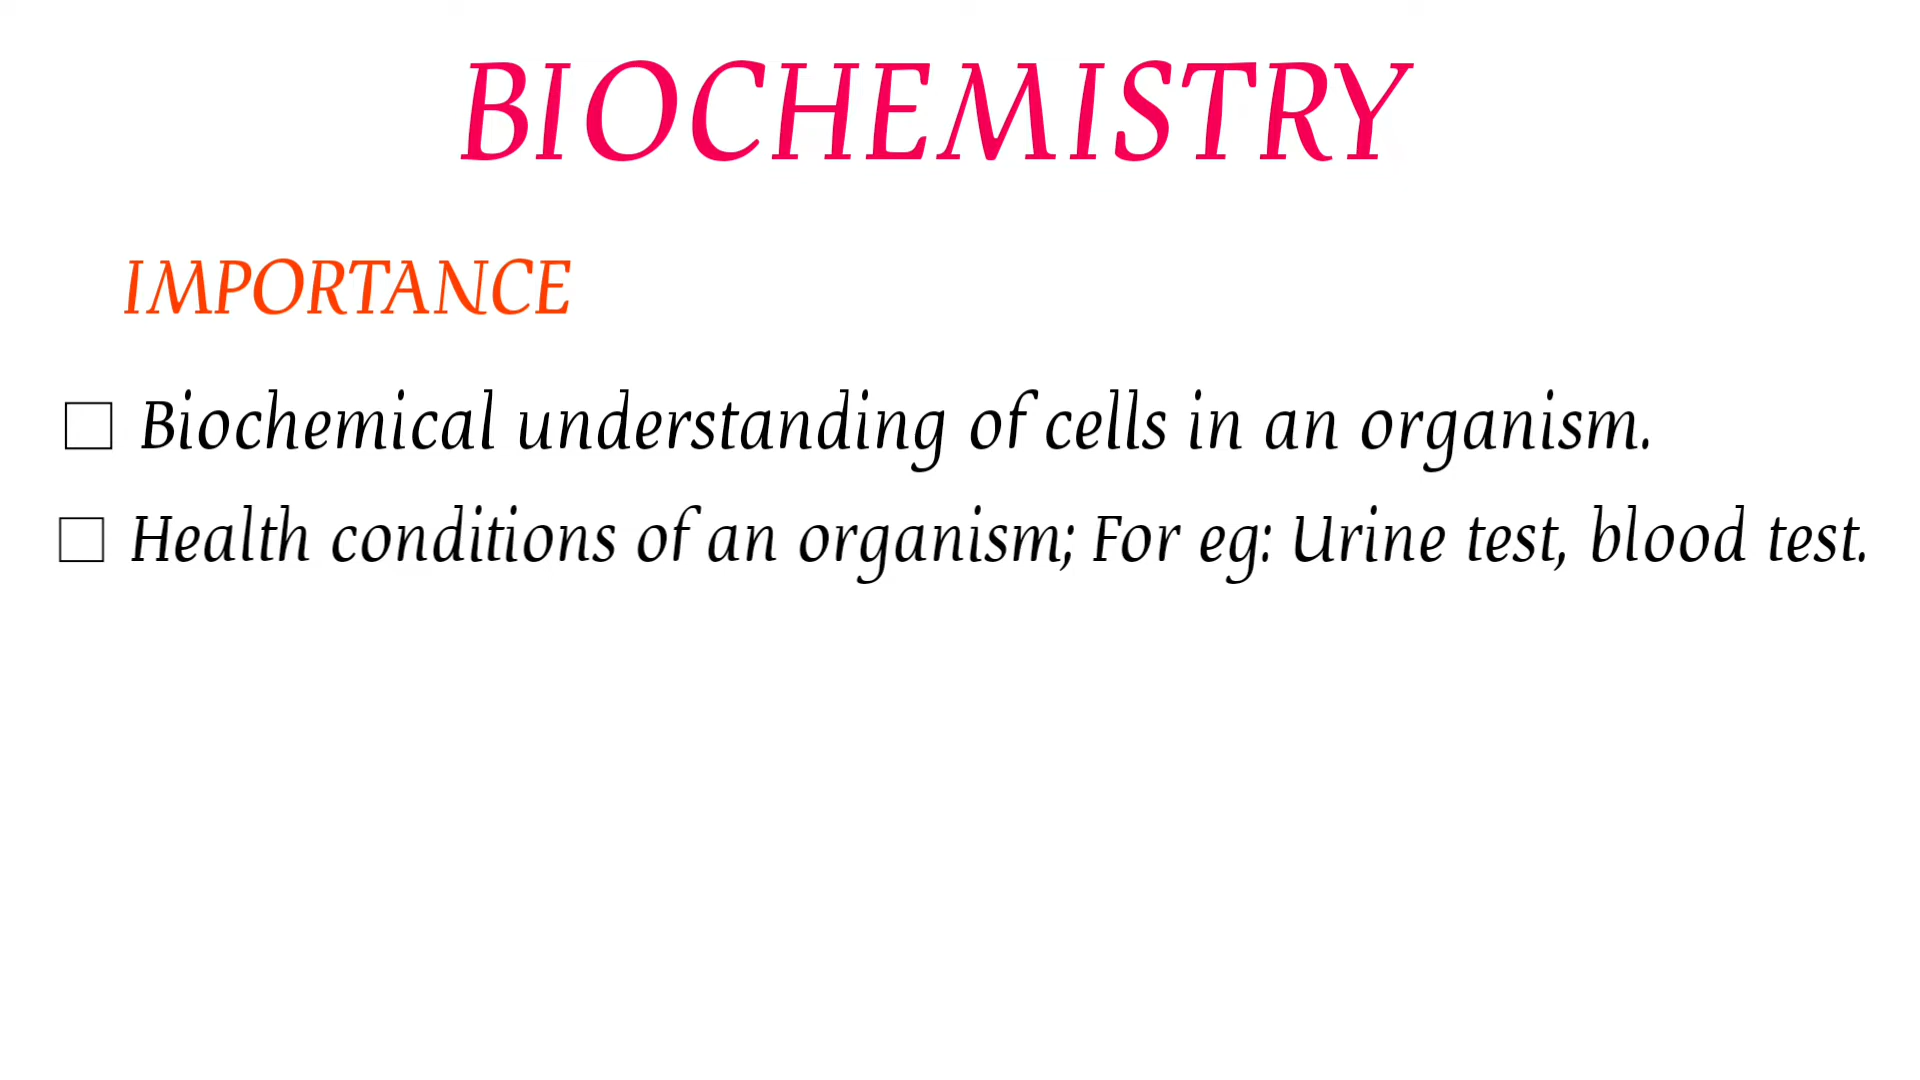 BIOCHEMISTRY
IMPORTANCE
□ Biochemical understanding of cells in an organism.
□ Health conditions of an organism; For eg: Urine test, blood test.